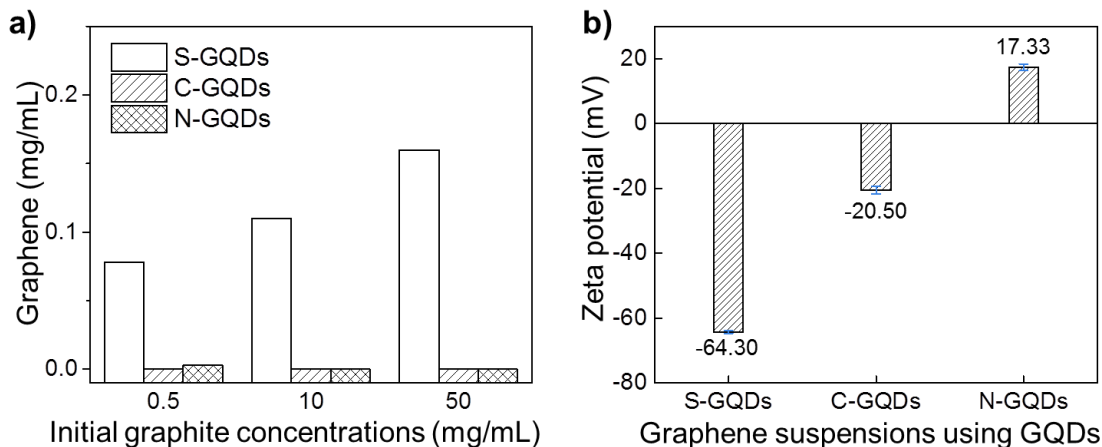 a)
S-GQDs
C-GQDs
N-GQDs
0.2
0.1
0.0
Graphene (mg/mL)
0.5 10 50
Initial graphite concentrations (mg/mL)
b)
17.33
20
0
-20
-40
-60
-80
Zeta potential (mV)
-20.50
-64.30
S-GQDs C-GQDs N-GQDs
Graphene suspensions using GQDs